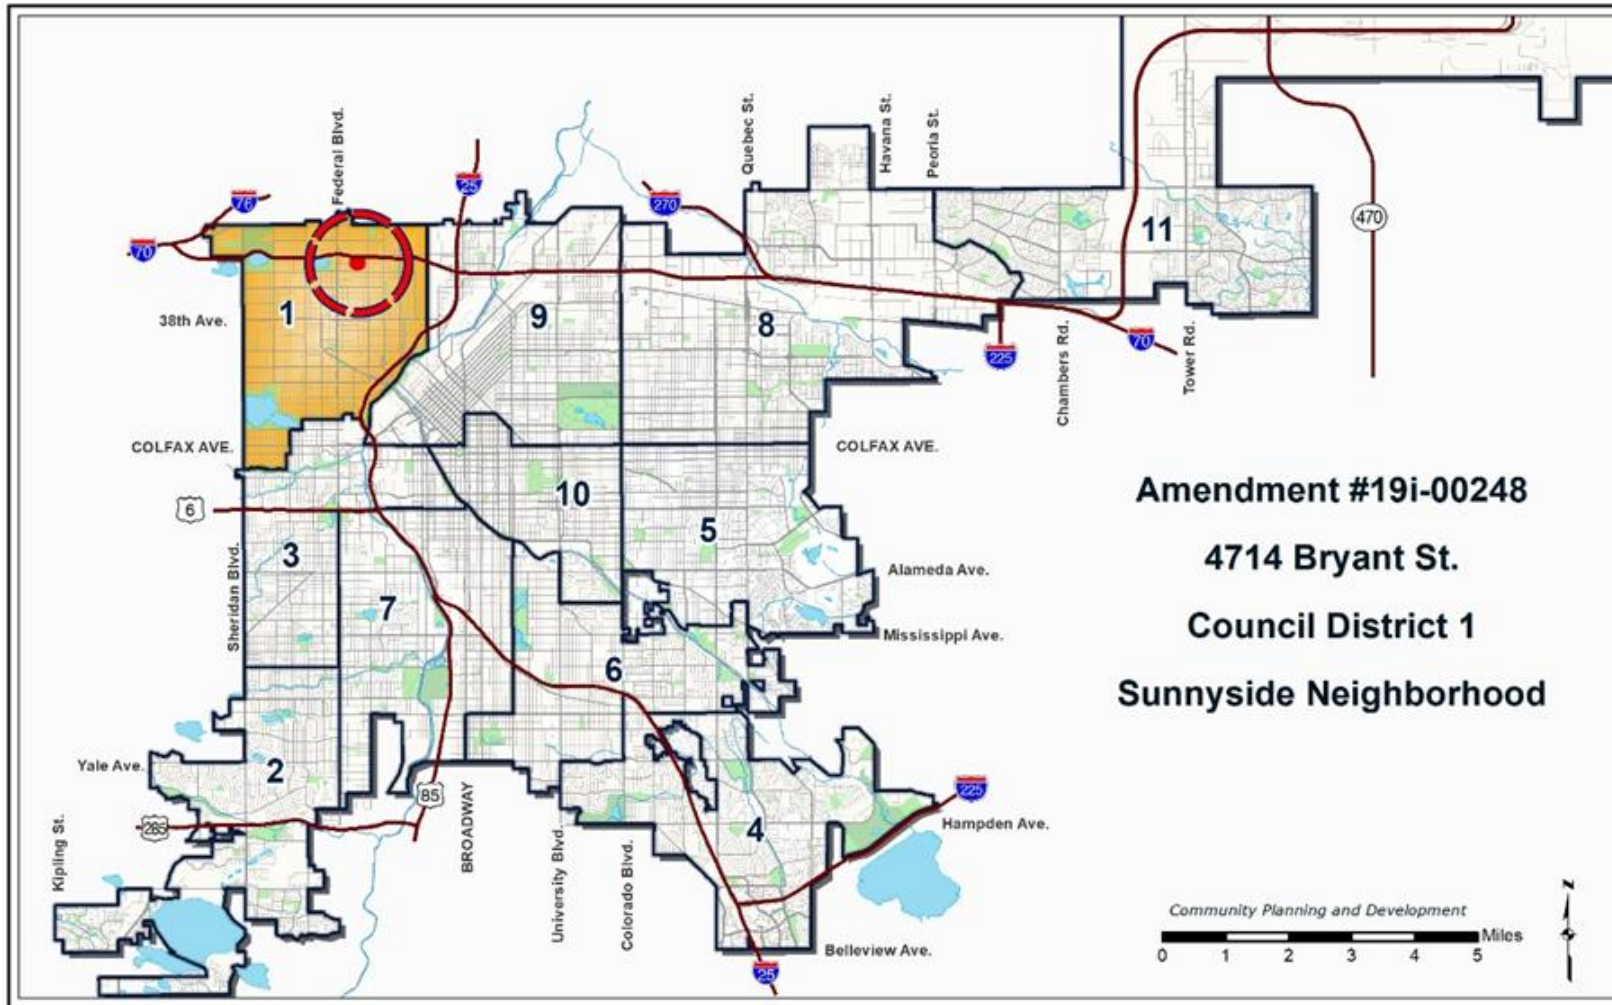 Federal Blvd.
Quebec St.
Havana St.
Peoria St.
76
25
270
70
470
11
1
9
8
38th Ave.
225
70
Chambers Rd.
Tower Rd.
COLFAX AVE.
COLFAX AVE.
10
6
5
3
Sheridan Blvd.
7
Alameda Ave.
Mississippi Ave.
6
Amendment #19i-00248
4714 Bryant St.
Council District 1
Sunnyside Neighborhood
Yale Ave.
2
85
285
BROADWAY
225
Hampden Ave.
4
Kipling St.
University Blvd.
Colorado Blvd.
Belleview Ave.
25
Community Planning and Development
Miles
0 1 2 3 4 5
N